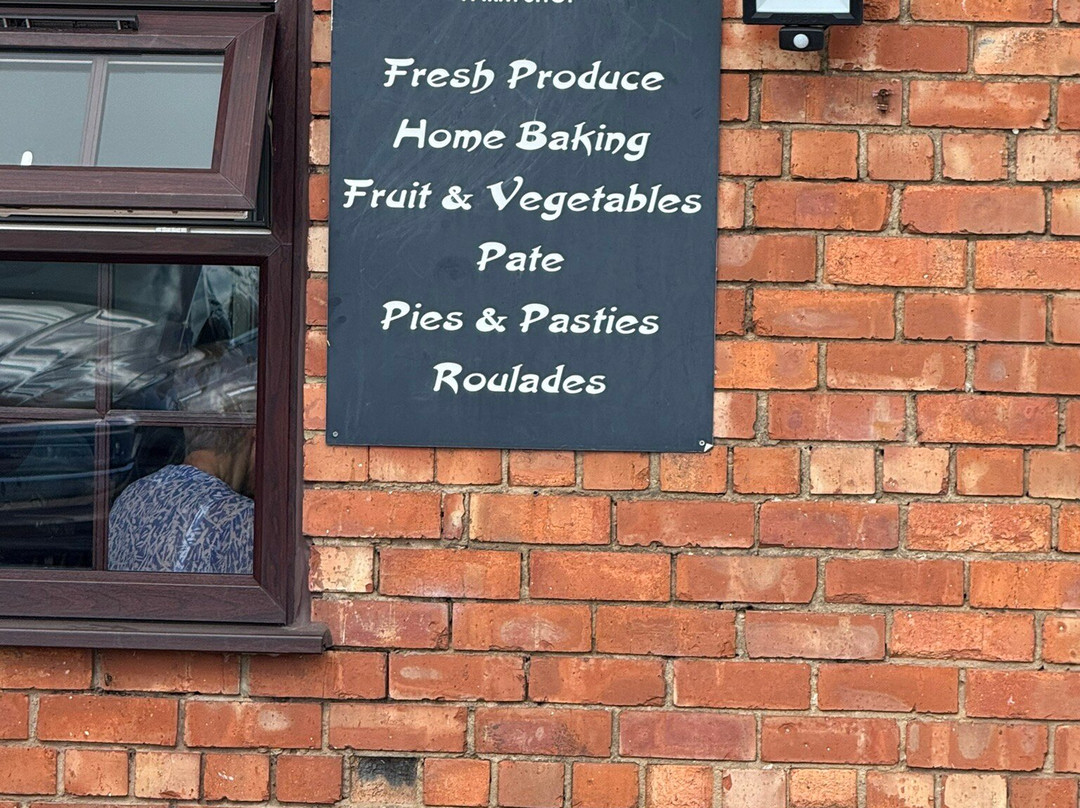 Fresh Produce
Home Baking
Fruit & Vegetables
Pate
Pies & Pasties
Roulades